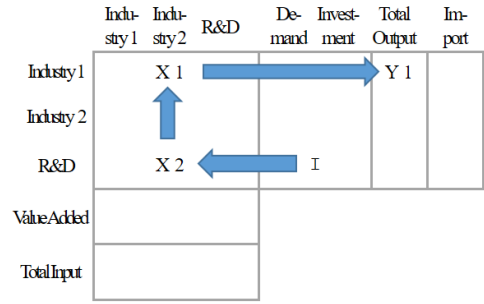 Indu- Indu- R&D De- Invest- Total Im-
stry 1 stry 2 mand ment Output port
Industry 1 X 1 Y 1
Industry 2
R&D X 2 I
Value Added
Total Input